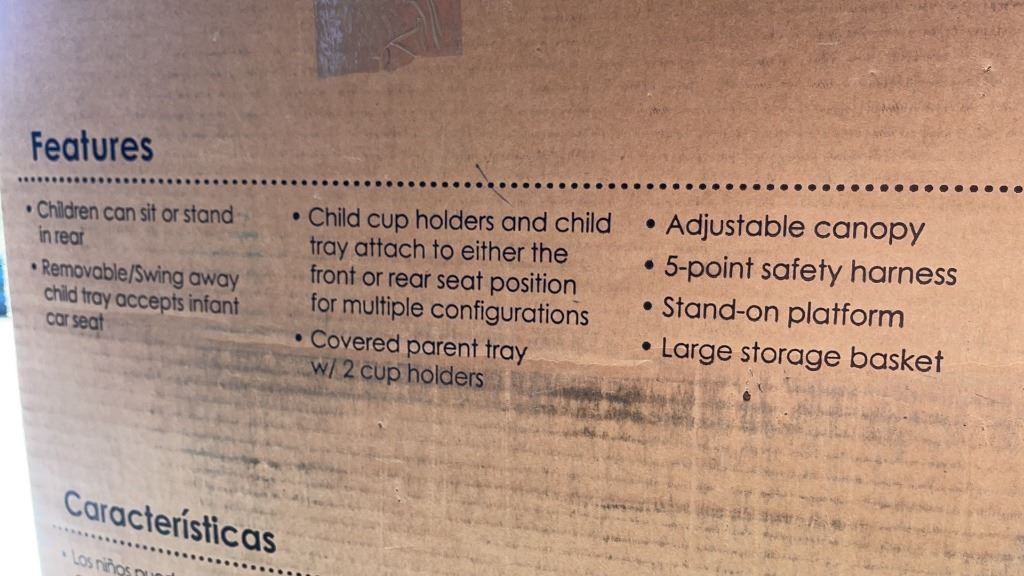 Features
• Children can sit or stand
in rear
• Removable/Swing away
child tray accepts infant
car seat
• Child cup holders and child
tray attach to either the
front or rear seat position
for multiple configurations
• Covered parent tray
w/ 2 cup holders
• Adjustable canopy
• 5-point safety harness
• Stand-on platform
• Large storage basket
Características
• Los niños